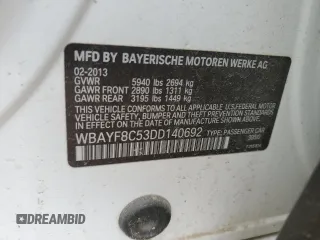 MFD BY BAYERISCHE MOTOREN WERKE AG
02-2013
GVWR 5940 lbs 2694 kg
GAWR FRONT 2890 lbs 1311 kg
GAWR REAR 3195 lbs 1449 kg
THIS VEHICLE CONFORMS TO ALL APPLICABLE U.S. FEDERAL MOTOR
VEHICLE SAFETY, BUMPER, AND THEFT PREVENTION STANDARDS IN
EFFECT ON THE DATE OF MANUFACTURE SHOWN ABOVE.
WBAYF8C53DD140692 TYPE: PASSENGER CAR
DREAMBID